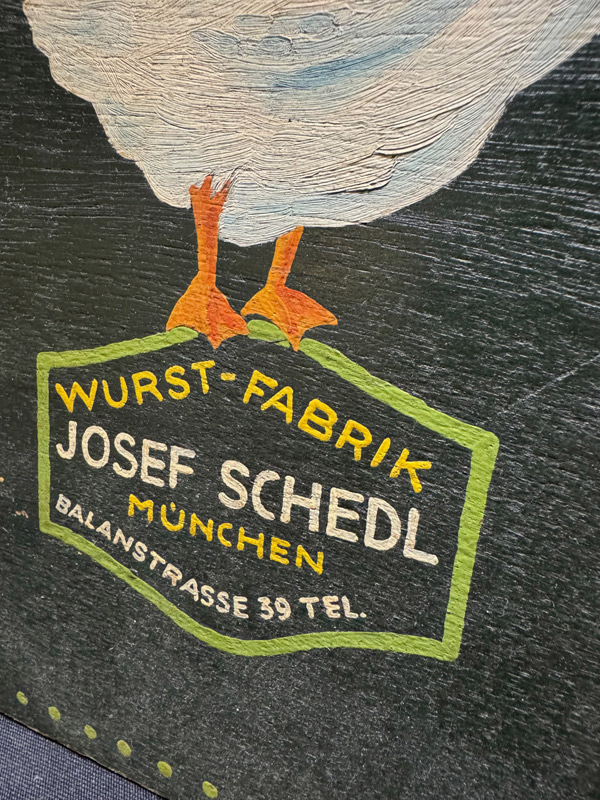 WURST-FABRIK
JOSEF SCHEDL
MÜNCHEN
BALANSTRASSE 39 TEL.